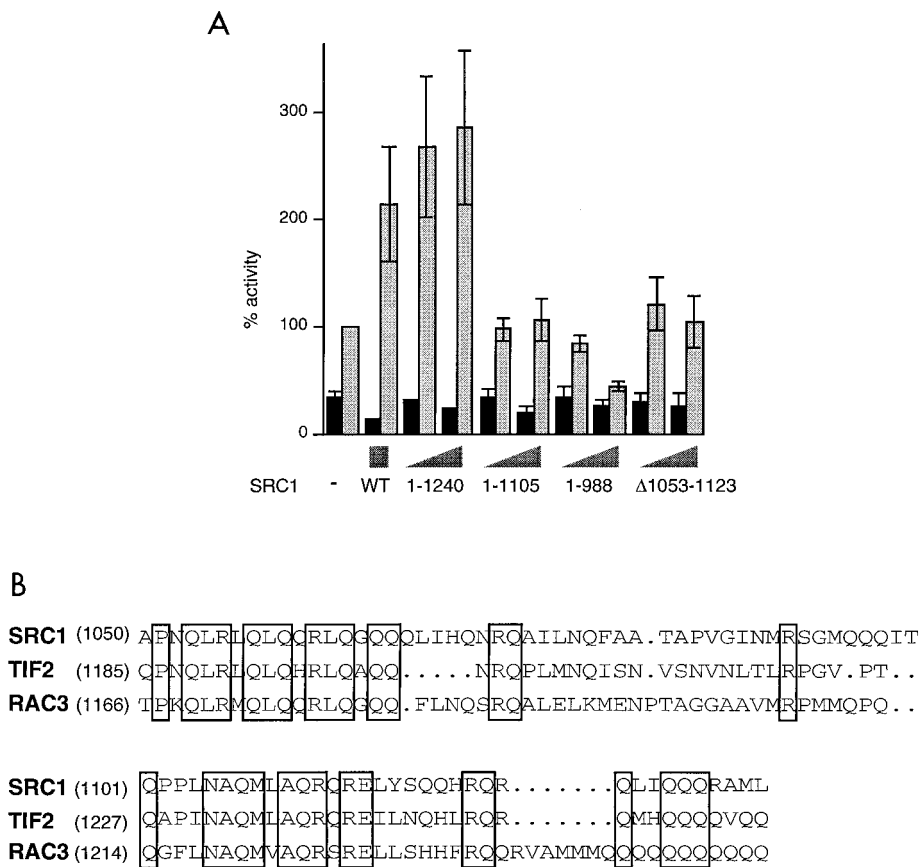 A
% activity
300
200
100
0
SRC1 - WT 1-1240 1-1105 1-988 Δ1053-1123
B
SRC1 (1050) APNQLRLQLQQRLQGQQQLIHQNRQAILNQFAA.TAPVGINMRSGMQQQIT
TIF2 (1185) QPNQLRLQLQHRLQAQQ.....NRQPLMNQISN.VSNVNLTLRPGV.PT..
RAC3 (1166) TPKQLRMQLQQRLQGQQ.FLNQSRQALELKMENPTAGGAAVMRPMMQPQ..
SRC1 (1101) QPPLNAQMLAQRQRELYSQQHRQR.......QLIQQQRAML
TIF2 (1227) QAPINAQMLAQRQREILNQHLRQR.......QMHQQQQVQQ
RAC3 (1214) QGFLNAQMVAQRSRELLSHHFRQQRVAMMMQQQQQQQQQQ